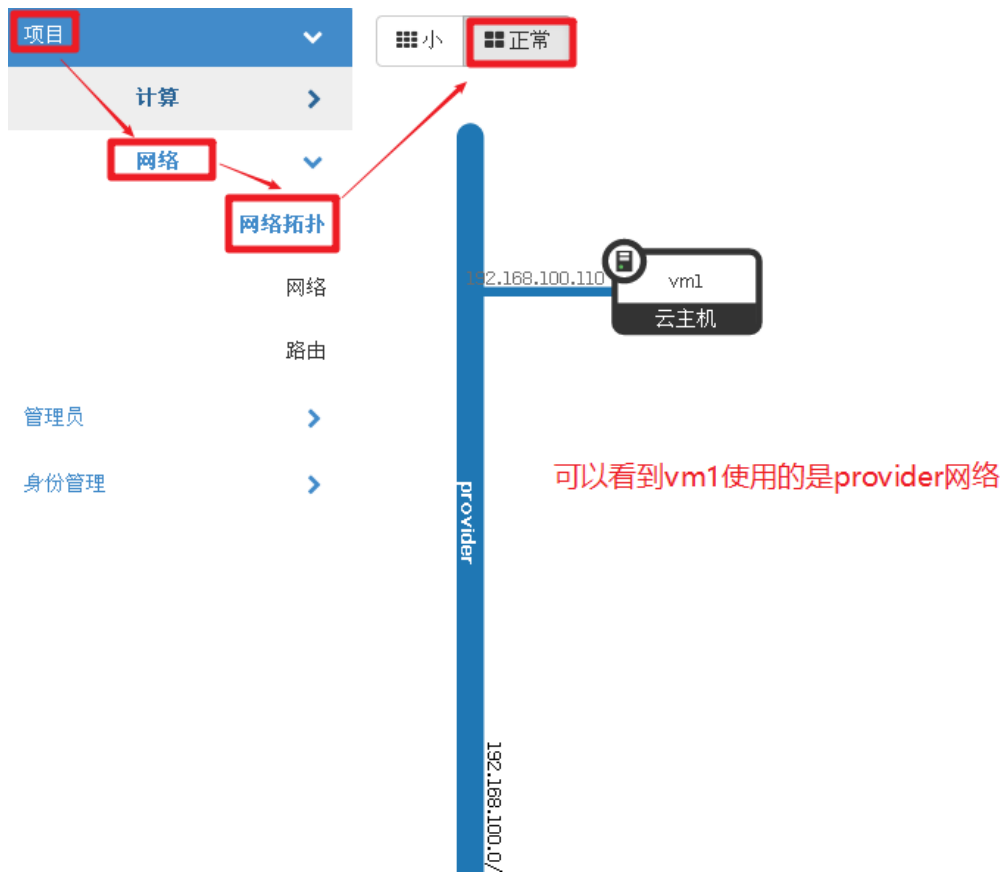 项目
计算
网络
网络拓扑
网络
路由
管理员
身份管理
小
正常
192.168.100.110
vm1
云主机
可以看到vm1使用的是provider网络
provider
192.168.100.0/